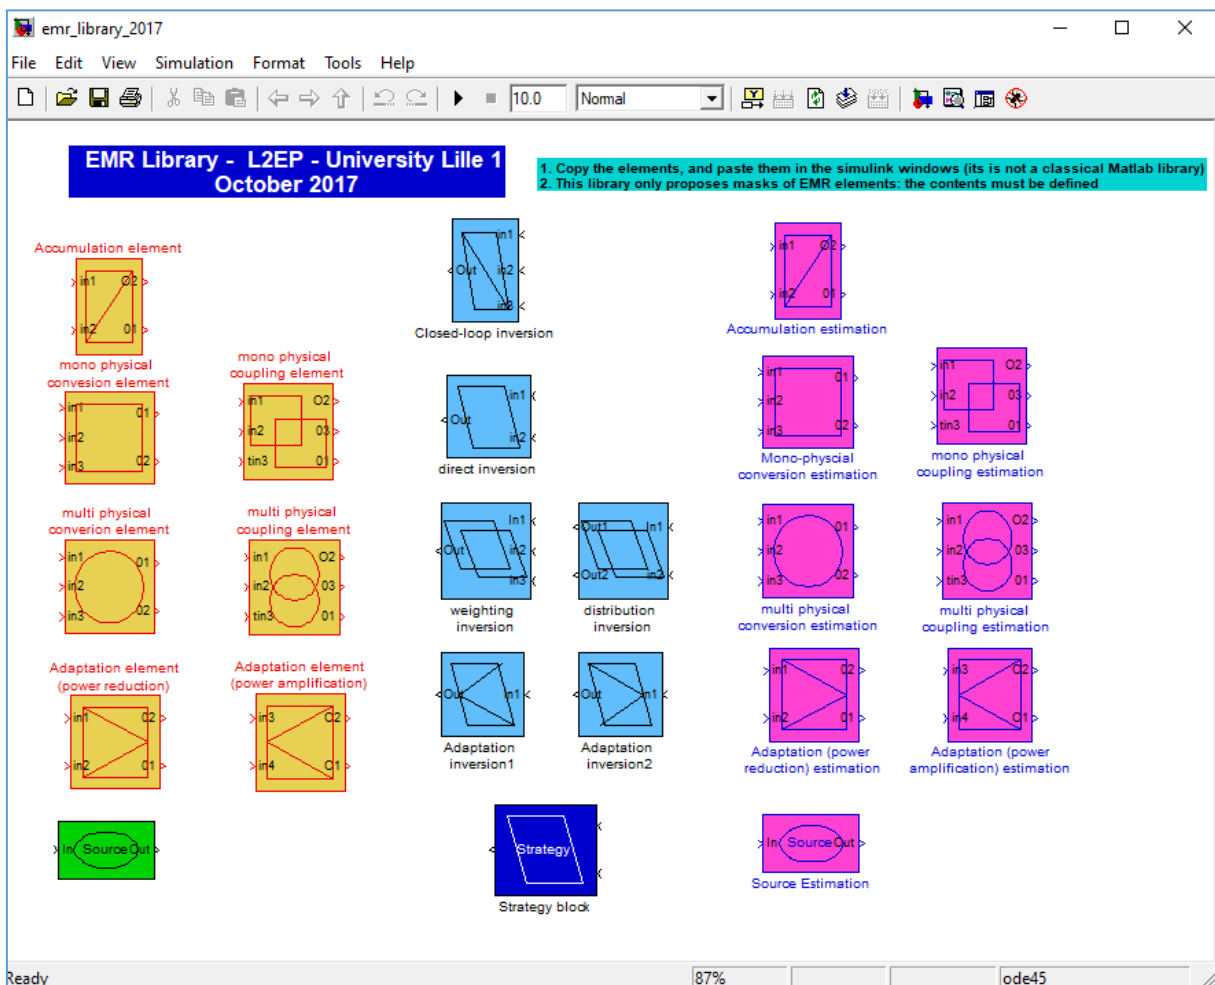 emr_library_2017
File Edit View Simulation Format Tools Help
10.0 Normal
EMR Library - L2EP - University Lille 1
October 2017
1. Copy the elements, and paste them in the simulink windows (its is not a classical Matlab library)
2. This library only proposes masks of EMR elements: the contents must be defined
Accumulation element
in1 O2
in2 O1
mono physical
convesion element
in1 O1
in2
in3 O2
mono physical
coupling element
in1 O2
in2 O3
tin3 O1
multi physical
converion element
in1 O1
in2
in3 O2
multi physical
coupling element
in1 O2
in2 O3
tin3 O1
Adaptation element
(power reduction)
in1 O2
in2 O1
Adaptation element
(power amplification)
in3 O2
in4 O1
In Source Out
in1
Out in2
in3
Closed-loop inversion
in1
Out
in2
direct inversion
In1
Out in2
In3
weighting
inversion
Out1 In1
Out2 in2
distribution
inversion
Out In1
Adaptation
inversion1
Out In1
Adaptation
inversion2
Strategy
Strategy block
in1 O2
in2 O1
Accumulation estimation
in1 O1
in2
in3 O2
Mono-physcial
conversion estimation
in1 O2
in2 O3
tin3 O1
mono physical
coupling estimation
in1 O1
in2
in3 O2
multi physical
conversion estimation
in1 O2
in2 O3
tin3 O1
multi physical
coupling estimation
in1 O2
in2 O1
Adaptation (power
reduction) estimation
in3 O2
in4 O1
Adaptation (power
amplification) estimation
In Source Out
Source Estimation
Ready 87% ode45